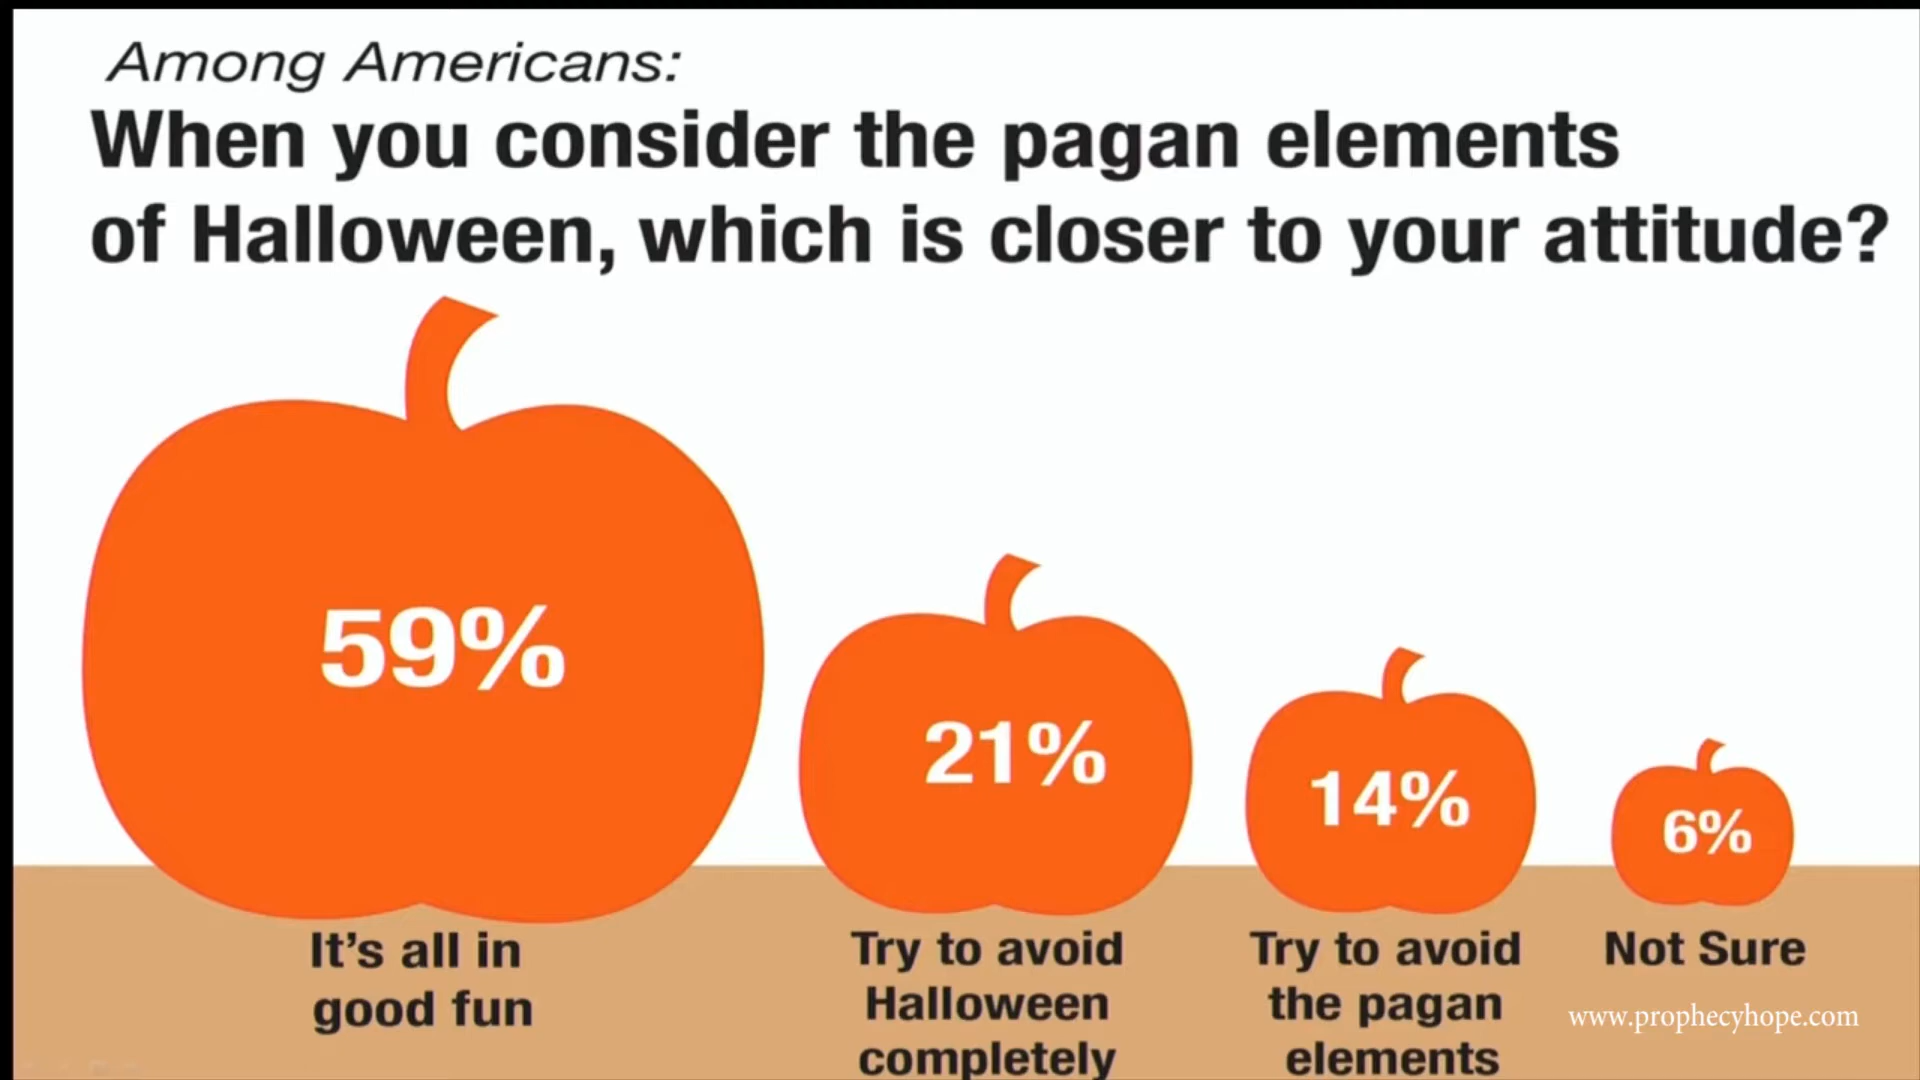 Among Americans:
When you consider the pagan elements
of Halloween, which is closer to your attitude?
59%
21%
14%
6%
It's all in
good fun
Try to avoid
Halloween
completely
Try to avoid
the pagan
elements
Not Sure
www.prophecyhope.com